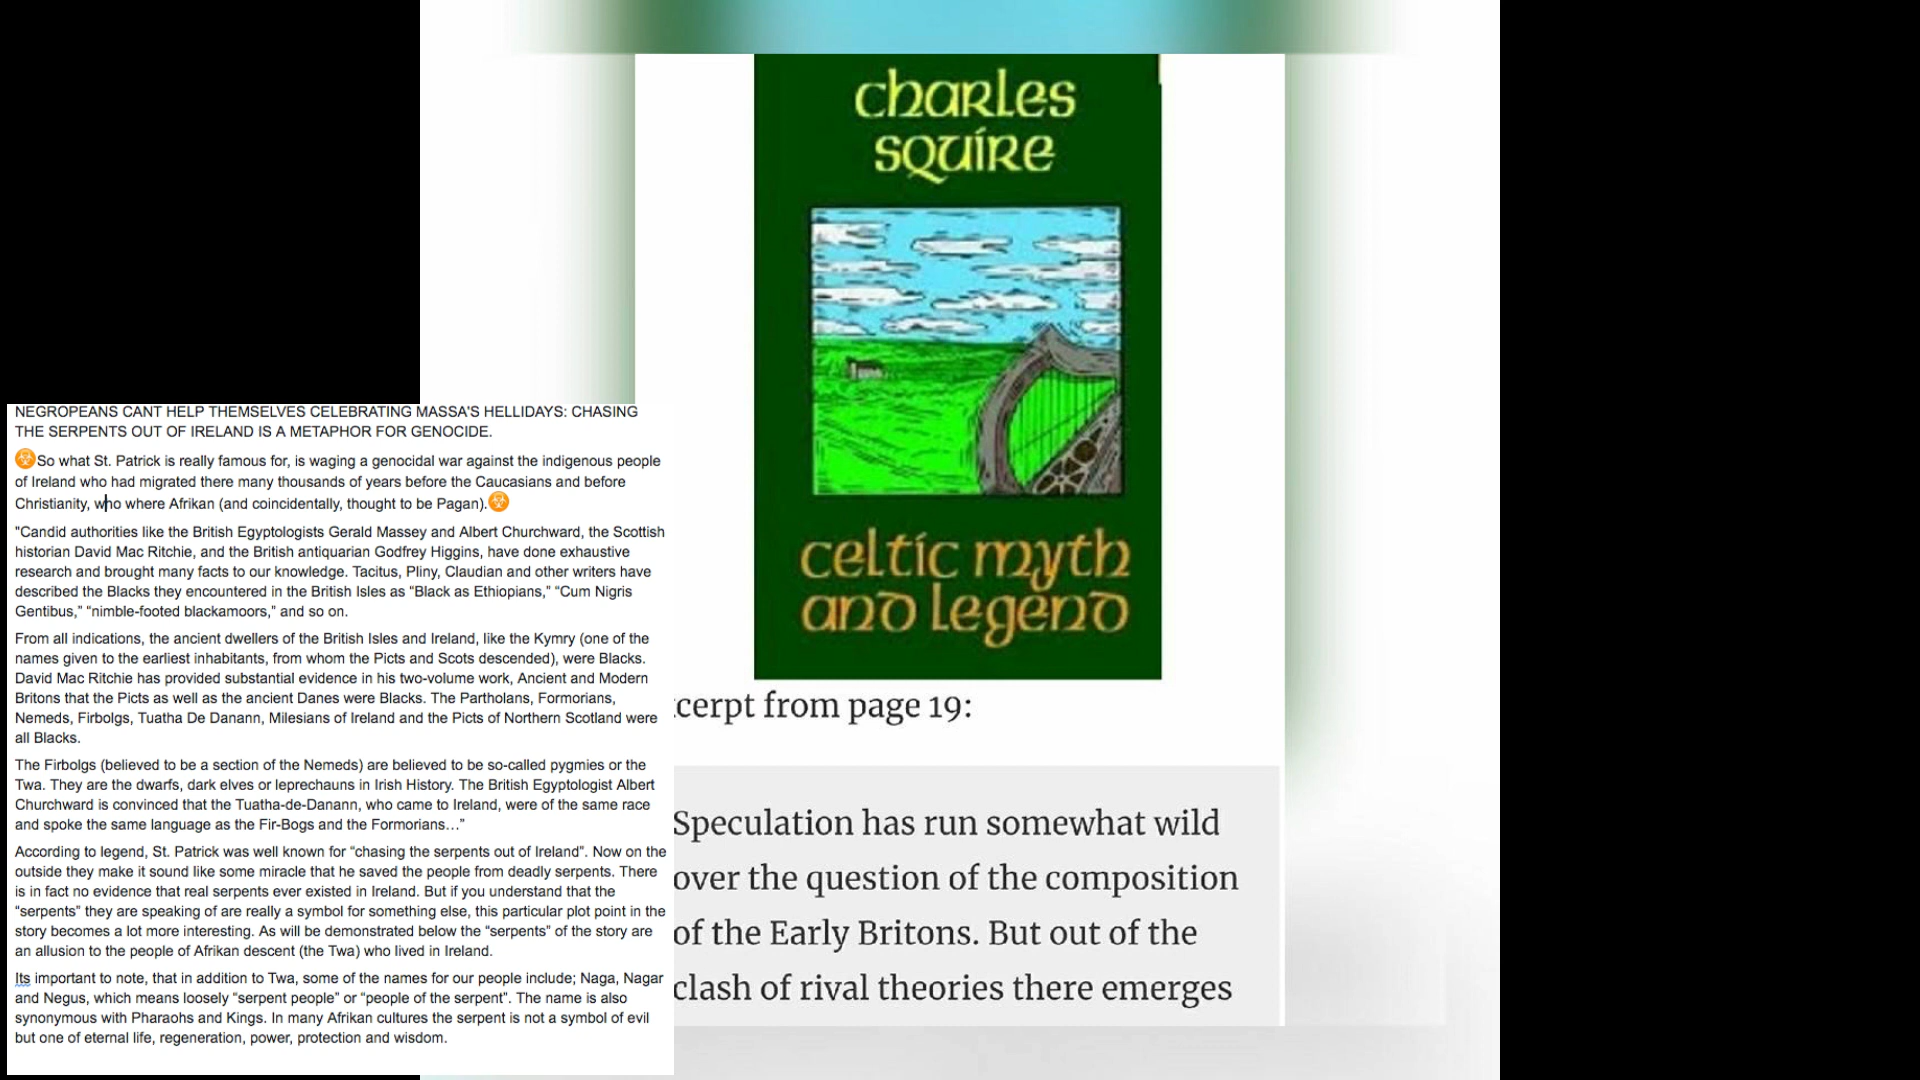 charles
squire
celtic myth
and legend
cerpt from page 19:
Speculation has run somewhat wild
over the question of the composition
of the Early Britons. But out of the
clash of rival theories there emerges
NEGROPEANS CANT HELP THEMSELVES CELEBRATING MASSA'S HELLIDAYS: CHASING
THE SERPENTS OUT OF IRELAND IS A METAPHOR FOR GENOCIDE.
☣So what St. Patrick is really famous for, is waging a genocidal war against the indigenous people
of Ireland who had migrated there many thousands of years before the Caucasians and before
Christianity, who where Afrikan (and coincidentally, thought to be Pagan).☣
"Candid authorities like the British Egyptologists Gerald Massey and Albert Churchward, the Scottish
historian David Mac Ritchie, and the British antiquarian Godfrey Higgins, have done exhaustive
research and brought many facts to our knowledge. Tacitus, Pliny, Claudian and other writers have
described the Blacks they encountered in the British Isles as “Black as Ethiopians,” “Cum Nigris
Gentibus,” “nimble-footed blackamoors,” and so on.
From all indications, the ancient dwellers of the British Isles and Ireland, like the Kymry (one of the
names given to the earliest inhabitants, from whom the Picts and Scots descended), were Blacks.
David Mac Ritchie has provided substantial evidence in his two-volume work, Ancient and Modern
Britons that the Picts as well as the ancient Danes were Blacks. The Partholans, Formorians,
Nemeds, Firbolgs, Tuatha De Danann, Milesians of Ireland and the Picts of Northern Scotland were
all Blacks.
The Firbolgs (believed to be a section of the Nemeds) are believed to be so-called pygmies or the
Twa. They are the dwarfs, dark elves or leprechauns in Irish History. The British Egyptologist Albert
Churchward is convinced that the Tuatha-de-Danann, who came to Ireland, were of the same race
and spoke the same language as the Fir-Bogs and the Formorians…”
According to legend, St. Patrick was well known for “chasing the serpents out of Ireland”. Now on the
outside they make it sound like some miracle that he saved the people from deadly serpents. There
is in fact no evidence that real serpents ever existed in Ireland. But if you understand that the
“serpents” they are speaking of are really a symbol for something else, this particular plot point in the
story becomes a lot more interesting. As will be demonstrated below the “serpents” of the story are
an allusion to the people of Afrikan descent (the Twa) who lived in Ireland.
Its important to note, that in addition to Twa, some of the names for our people include; Naga, Nagar
and Negus, which means loosely “serpent people” or “people of the serpent”. The name is also
synonymous with Pharaohs and Kings. In many Afrikan cultures the serpent is not a symbol of evil
but one of eternal life, regeneration, power, protection and wisdom.